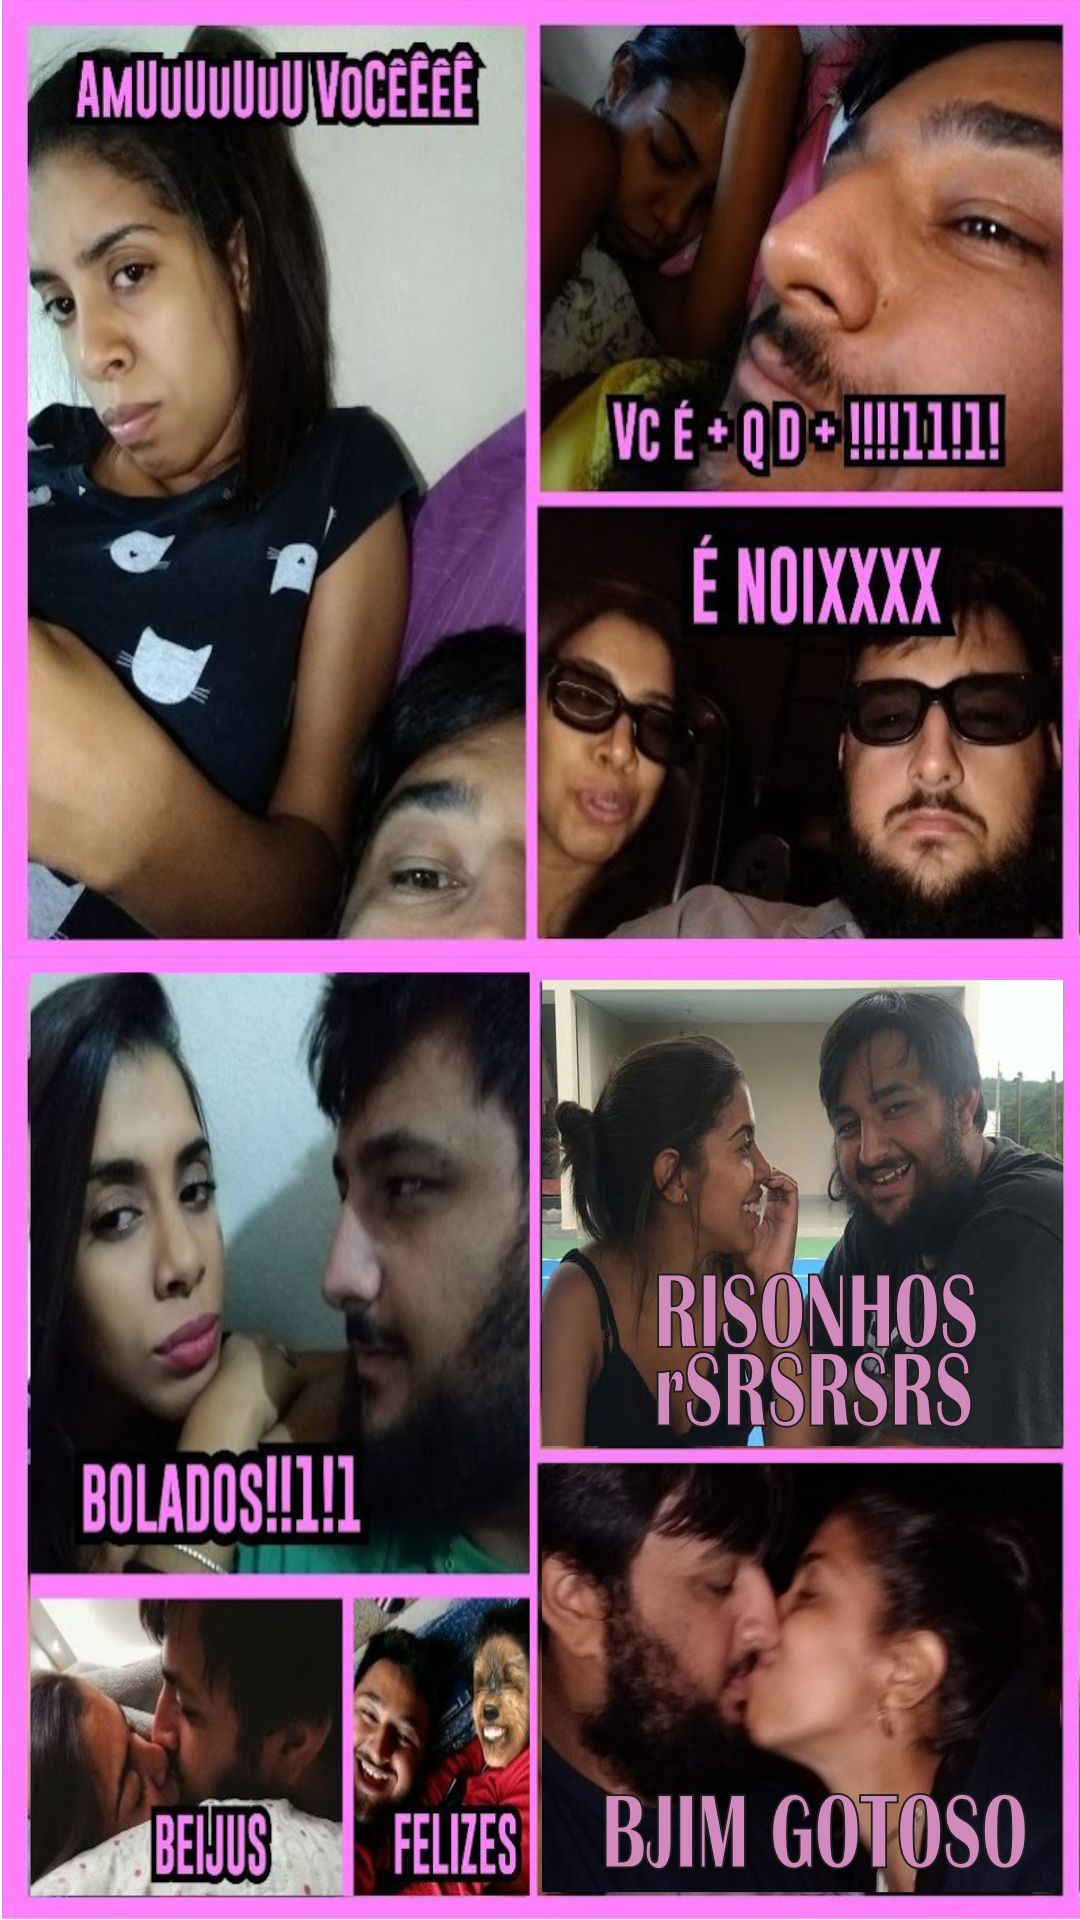 AMUuUuUuU VoCÊÊÊÊ
VC É + Q D + !!!!11!1!
É NOIXXXX
BOLADOS!!1!1
RISONHOS
rSRSRSRS
BEIJUS
FELIZES
BJIM GOTOSO